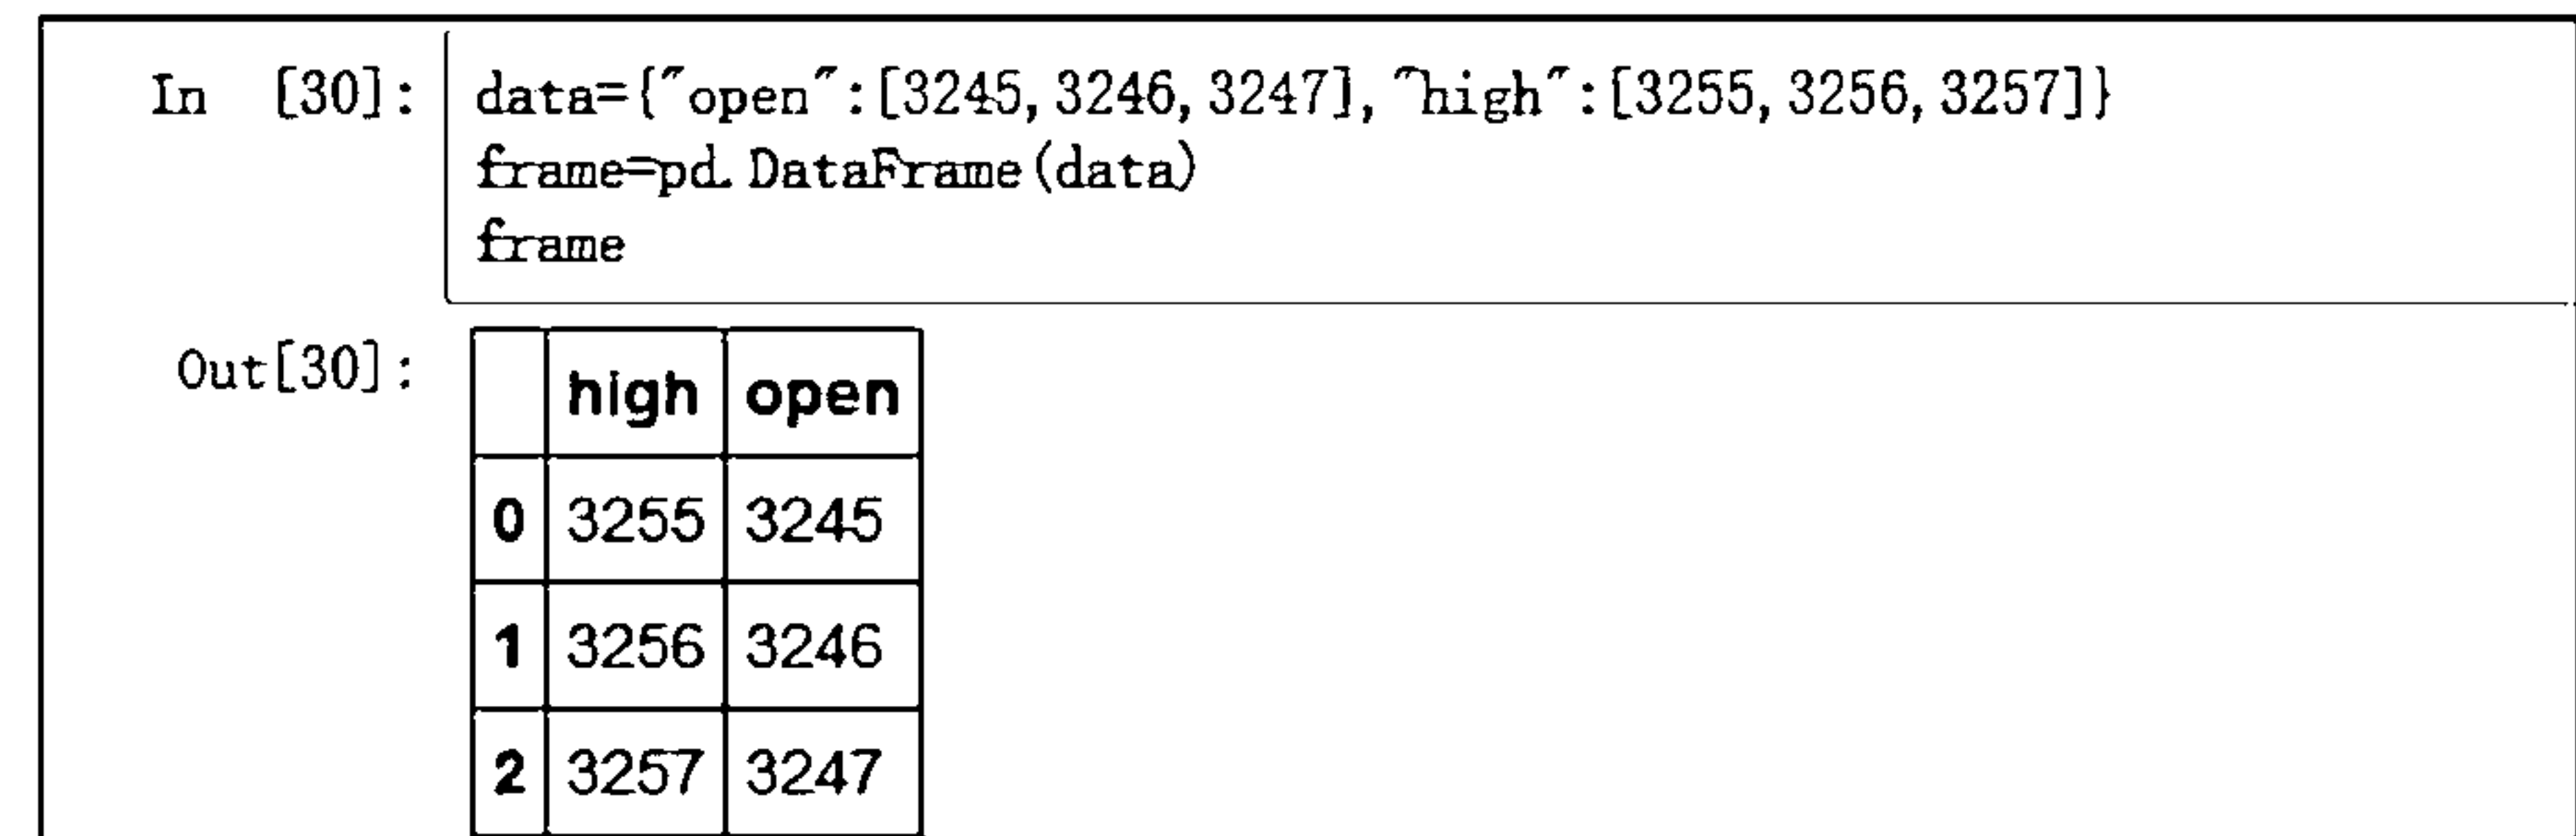 In [30]: data={"open":[3245,3246,3247],"high":[3255,3256,3257]}
frame=pd.DataFrame(data)
frame
Out[30]:
high open
0 3255 3245
1 3256 3246
2 3257 3247